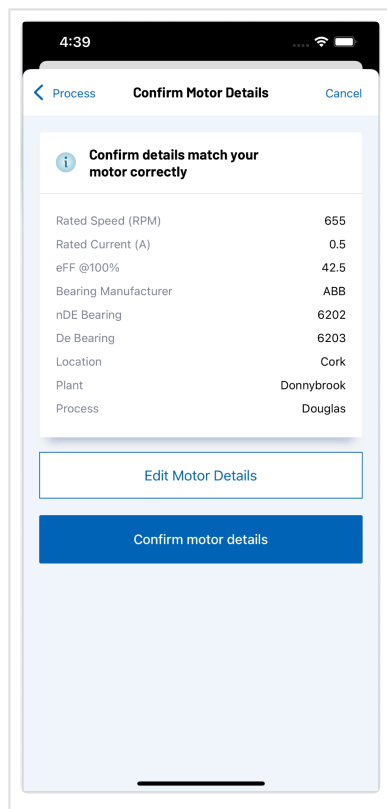 4:39
Process Confirm Motor Details Cancel
Confirm details match your
motor correctly
Rated Speed (RPM) 655
Rated Current (A) 0.5
eFF @100% 42.5
Bearing Manufacturer ABB
nDE Bearing 6202
De Bearing 6203
Location Cork
Plant Donnybrook
Process Douglas
Edit Motor Details
Confirm motor details